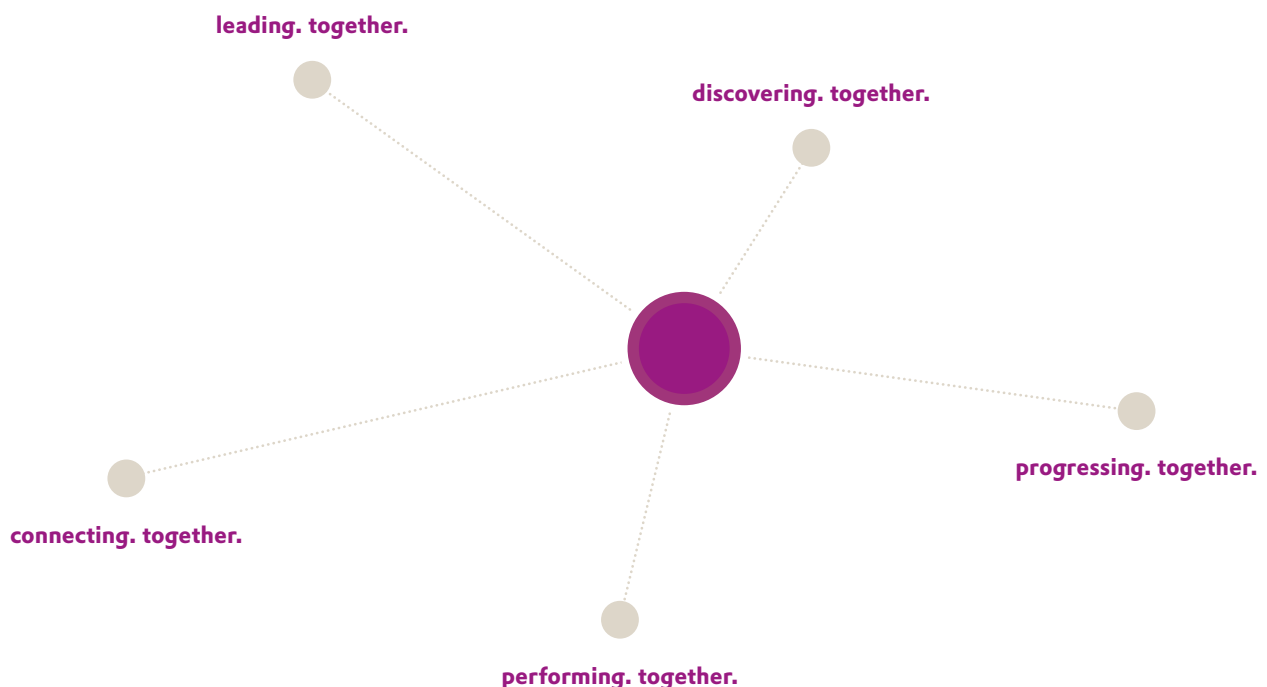 leading. together.
discovering. together.
progressing. together.
connecting. together.
performing. together.